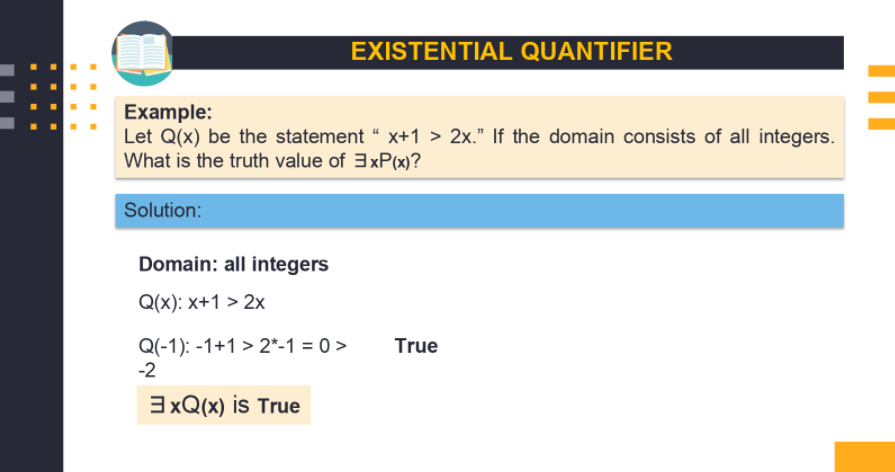 EXISTENTIAL QUANTIFIER
Example:
Let Q(x) be the statement “ x+1 > 2x.” If the domain consists of all integers.
What is the truth value of ∃xP(x)?
Solution:
Domain: all integers
Q(x): x+1 > 2x
Q(-1): -1+1 > 2*-1 = 0 > True
-2
∃xQ(x) is True